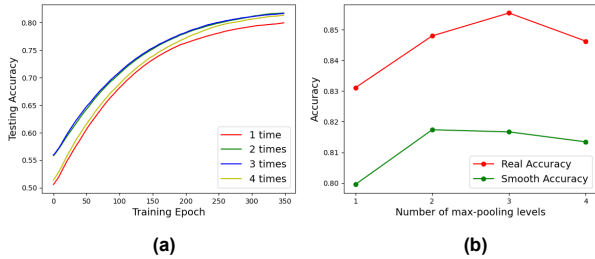 0.80
0.75
0.70
0.65
0.60
0.55
0.50
Testing Accuracy
0 50 100 150 200 250 300 350
Training Epoch
1 time
2 times
3 times
4 times
(a)
0.85
0.84
0.83
0.82
0.81
0.80
Accuracy
1 2 3 4
Number of max-pooling levels
Real Accuracy
Smooth Accuracy
(b)